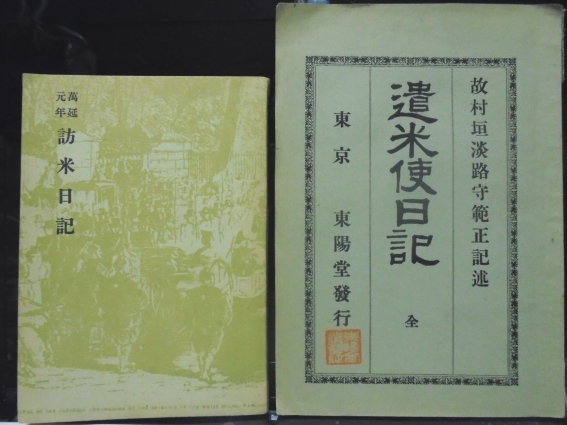 萬延
元年
訪米日記
故村垣淡路守範正記述
遣米使日記
全
東京 東陽堂發行